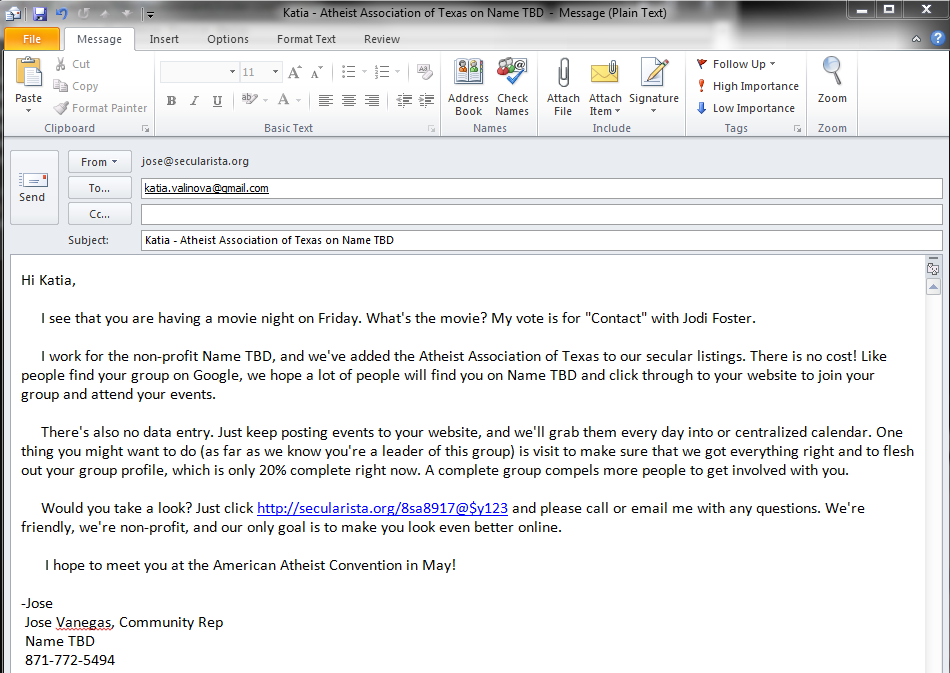 Katia - Atheist Association of Texas on Name TBD - Message (Plain Text)
File Message Insert Options Format Text Review
Paste
Cut
Copy
Format Painter
Clipboard
11
B I U
Basic Text
Address Book
Check Names
Names
Attach File
Attach Item
Signature
Include
Follow Up
High Importance
Low Importance
Tags
Zoom
Zoom
Send
From jose@secularista.org
To... katia.valinova@gmail.com
Cc...
Subject: Katia - Atheist Association of Texas on Name TBD
Hi Katia,
I see that you are having a movie night on Friday. What's the movie? My vote is for "Contact" with Jodi Foster.
I work for the non-profit Name TBD, and we've added the Atheist Association of Texas to our secular listings. There is no cost! Like
people find your group on Google, we hope a lot of people will find you on Name TBD and click through to your website to join your
group and attend your events.
There's also no data entry. Just keep posting events to your website, and we'll grab them every day into or centralized calendar. One
thing you might want to do (as far as we know you're a leader of this group) is visit to make sure that we got everything right and to flesh
out your group profile, which is only 20% complete right now. A complete group compels more people to get involved with you.
Would you take a look? Just click http://secularista.org/8sa8917@$y123 and please call or email me with any questions. We're
friendly, we're non-profit, and our only goal is to make you look even better online.
I hope to meet you at the American Atheist Convention in May!
-Jose
Jose Vanegas, Community Rep
Name TBD
871-772-5494